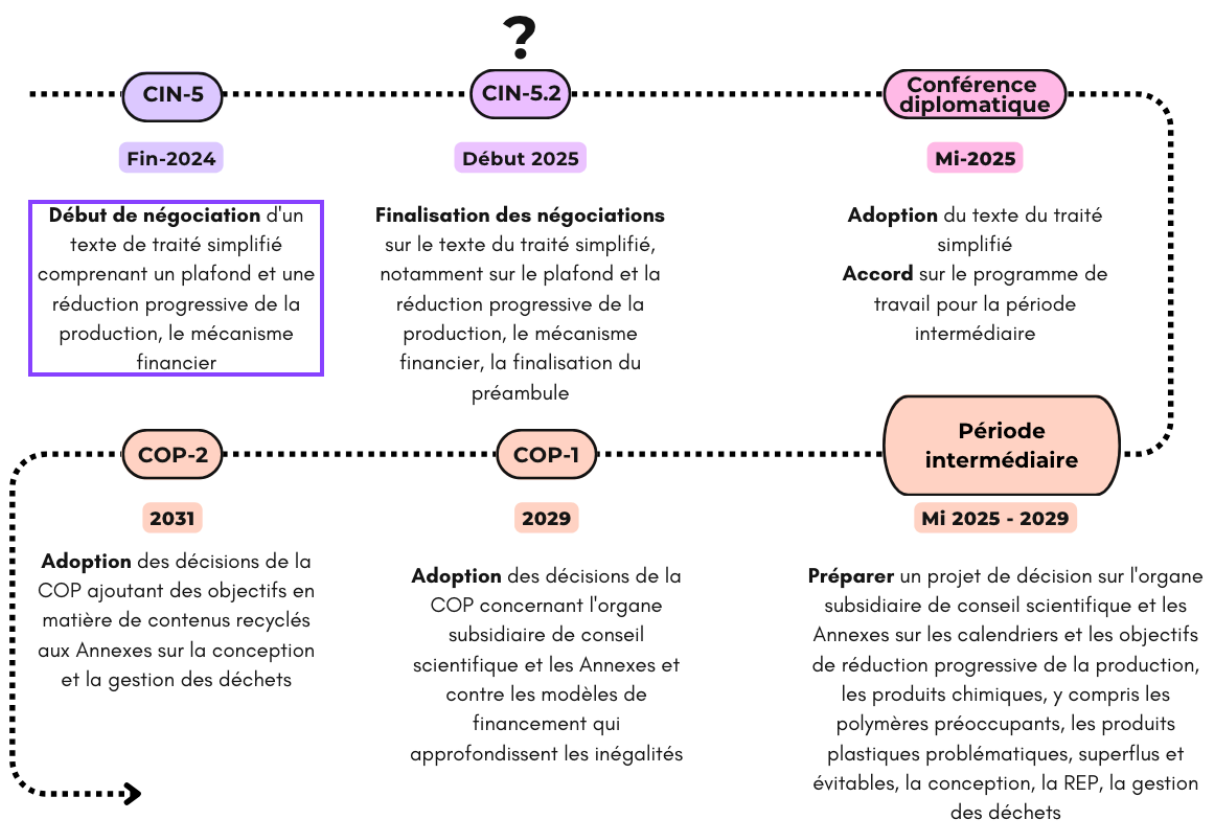 ?
CIN-5
Fin-2024
Début de négociation d'un
texte de traité simplifié
comprenant un plafond et une
réduction progressive de la
production, le mécanisme
financier
CIN-5.2
Début 2025
Finalisation des négociations
sur le texte du traité simplifié,
notamment sur le plafond et la
réduction progressive de la
production, le mécanisme
financier, la finalisation du
préambule
Conférence
diplomatique
Mi-2025
Adoption du texte du traité
simplifié
Accord sur le programme de
travail pour la période
intermédiaire
Période
intermédiaire
Mi 2025 - 2029
Préparer un projet de décision sur l'organe
subsidiaire de conseil scientifique et les
Annexes sur les calendriers et les objectifs
de réduction progressive de la production,
les produits chimiques, y compris les
polymères préoccupants, les produits
plastiques problématiques, superflus et
évitables, la conception, la REP, la gestion
des déchets
COP-1
2029
Adoption des décisions de la
COP concernant l'organe
subsidiaire de conseil
scientifique et les Annexes et
contre les modèles de
financement qui
approfondissent les inégalités
COP-2
2031
Adoption des décisions de la
COP ajoutant des objectifs en
matière de contenus recyclés
aux Annexes sur la conception
et la gestion des déchets